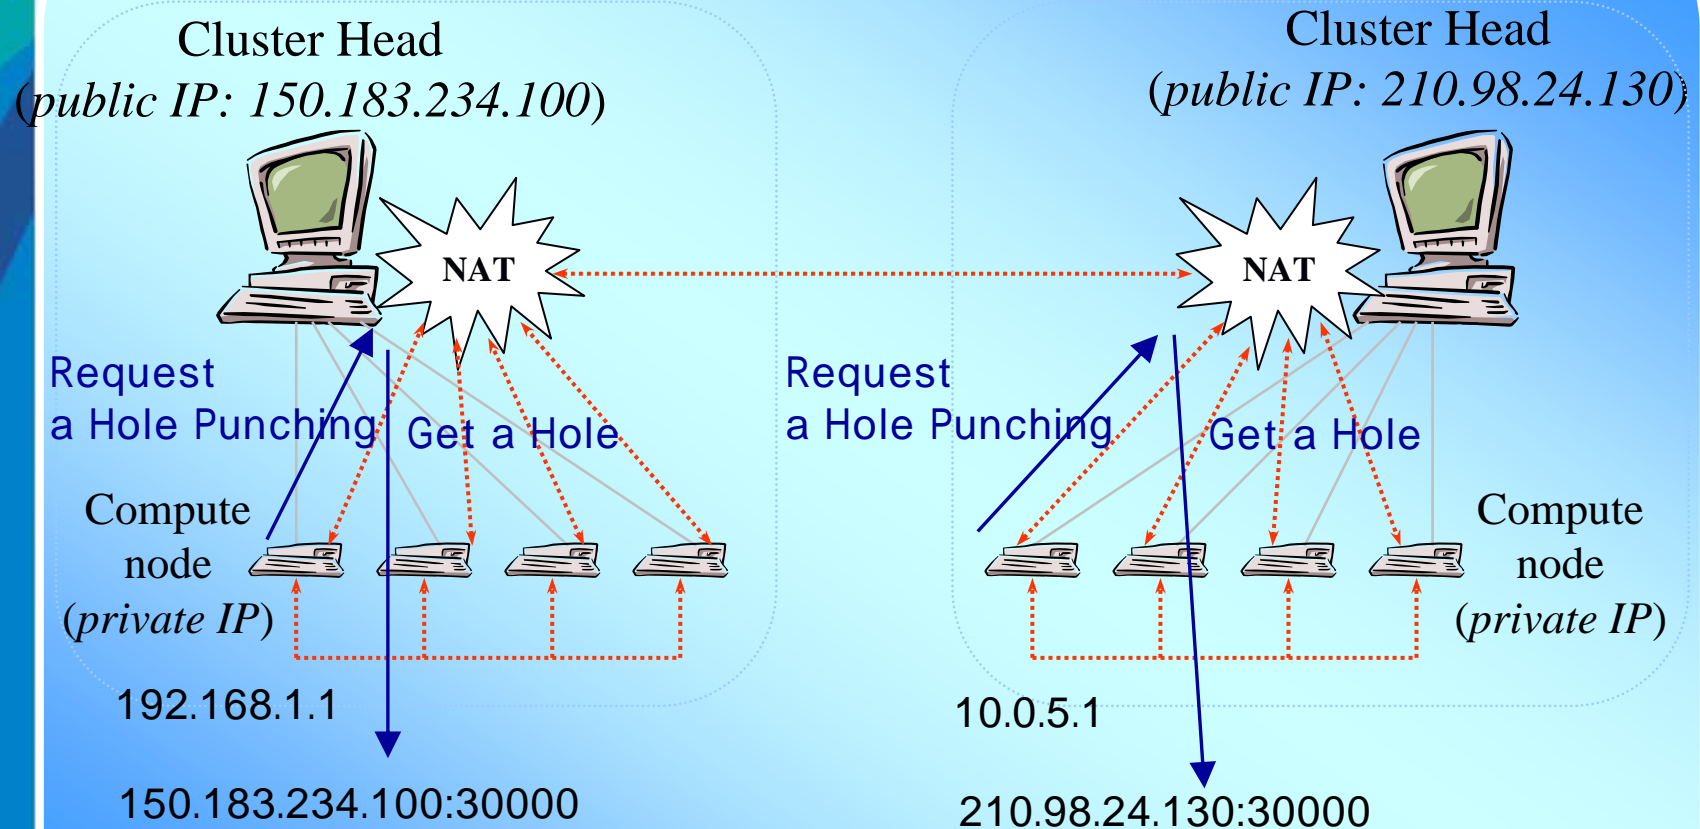 Cluster Head
(public IP: 150.183.234.100)
Cluster Head
(public IP: 210.98.24.130)
NAT
NAT
Request
a Hole Punching
Get a Hole
Request
a Hole Punching
Get a Hole
Compute
node
(private IP)
Compute
node
(private IP)
192.168.1.1
10.0.5.1
150.183.234.100:30000
210.98.24.130:30000